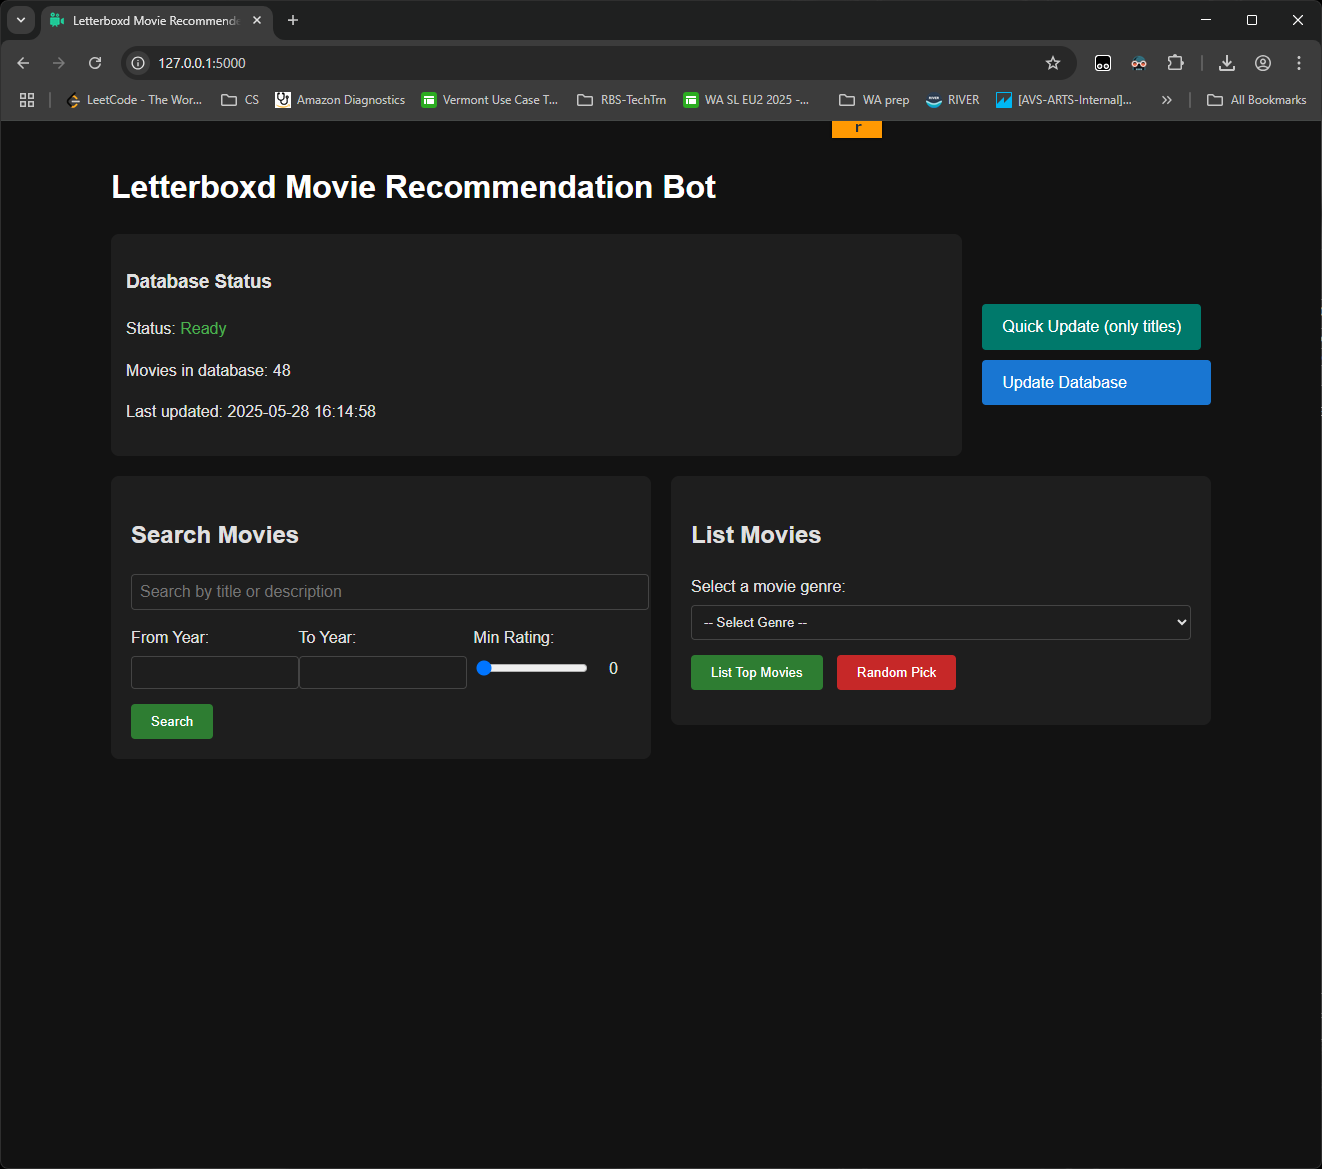 Letterboxd Movie Recommende
127.0.0.1:5000
LeetCode - The Wor...
CS
Amazon Diagnostics
Vermont Use Case T...
RBS-TechTrn
WA SL EU2 2025 -...
WA prep
RIVER
[AVS-ARTS-Internal]...
All Bookmarks
r
Letterboxd Movie Recommendation Bot
Database Status
Status: Ready
Movies in database: 48
Last updated: 2025-05-28 16:14:58
Quick Update (only titles)
Update Database
Search Movies
Search by title or description
From Year:
To Year:
Min Rating:
0
Search
List Movies
Select a movie genre:
-- Select Genre --
List Top Movies
Random Pick